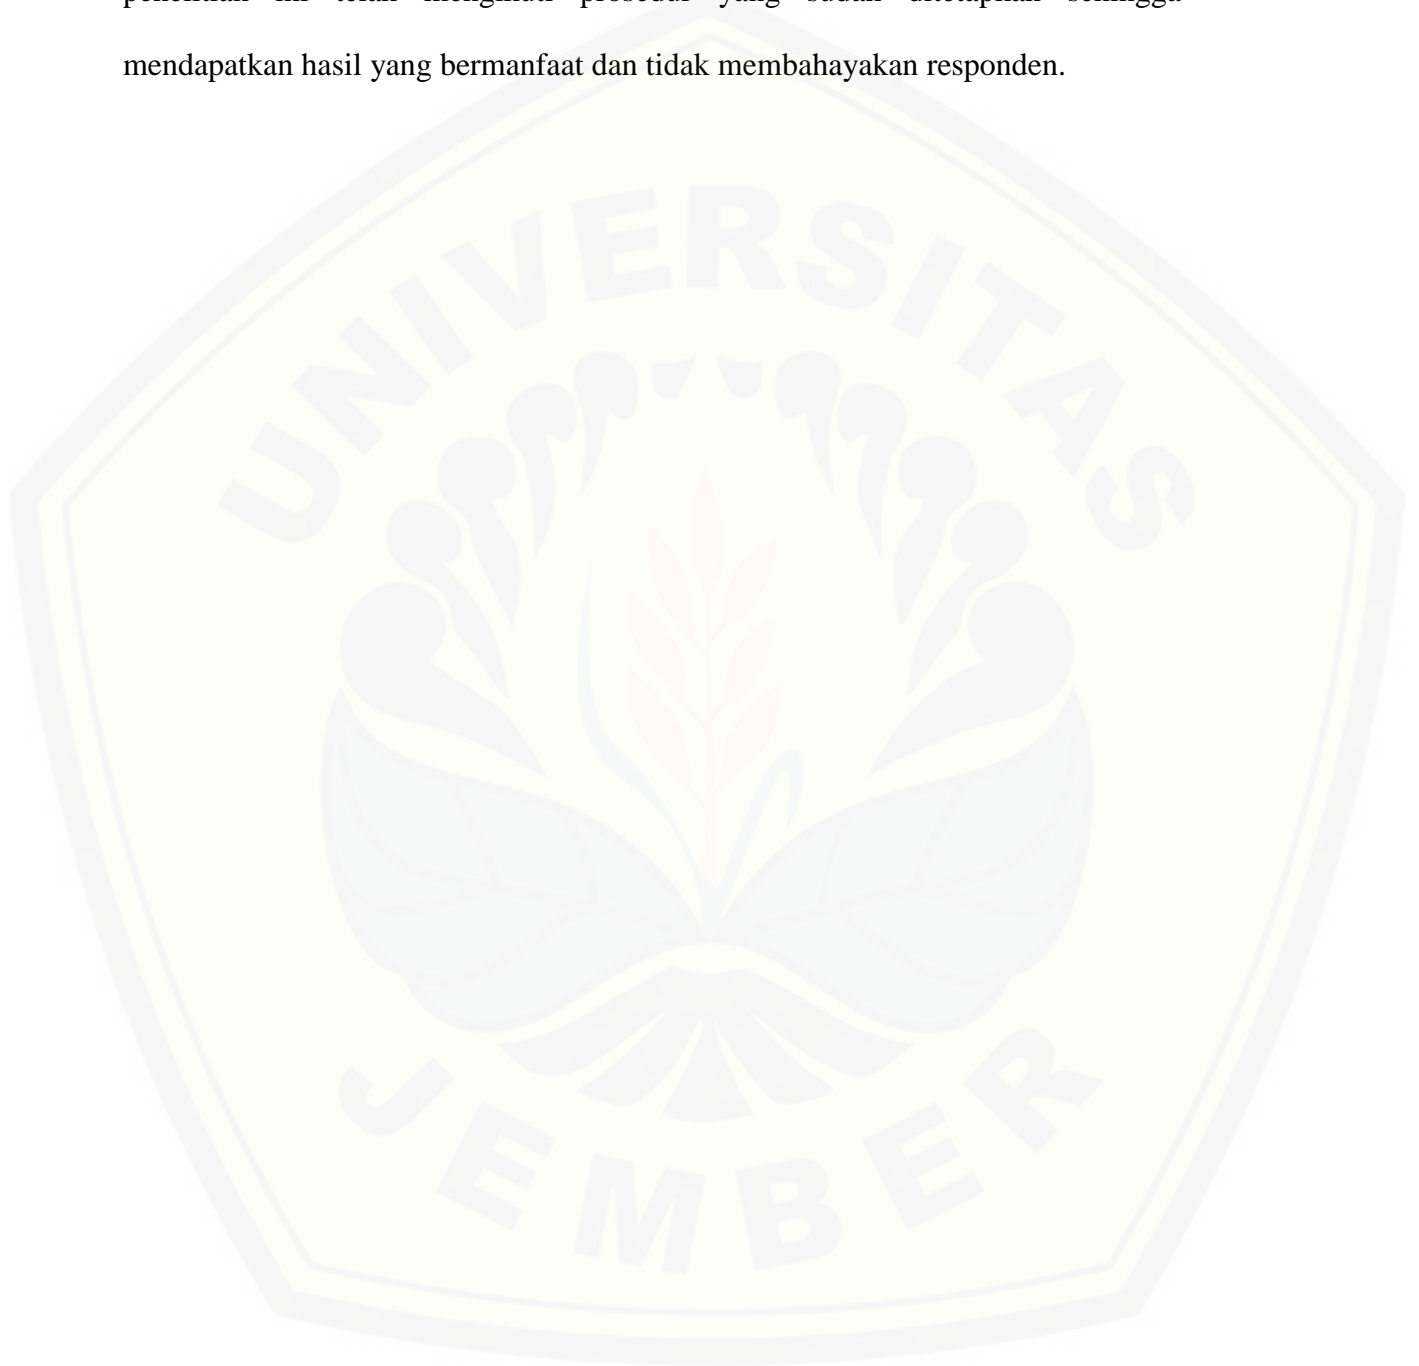 penelitian ini telah mengikuti prosedur yang sudah ditetapkan sehingga
mendapatkan hasil yang bermanfaat dan tidak membahayakan responden.
UNIVERSITAS
JEMBER